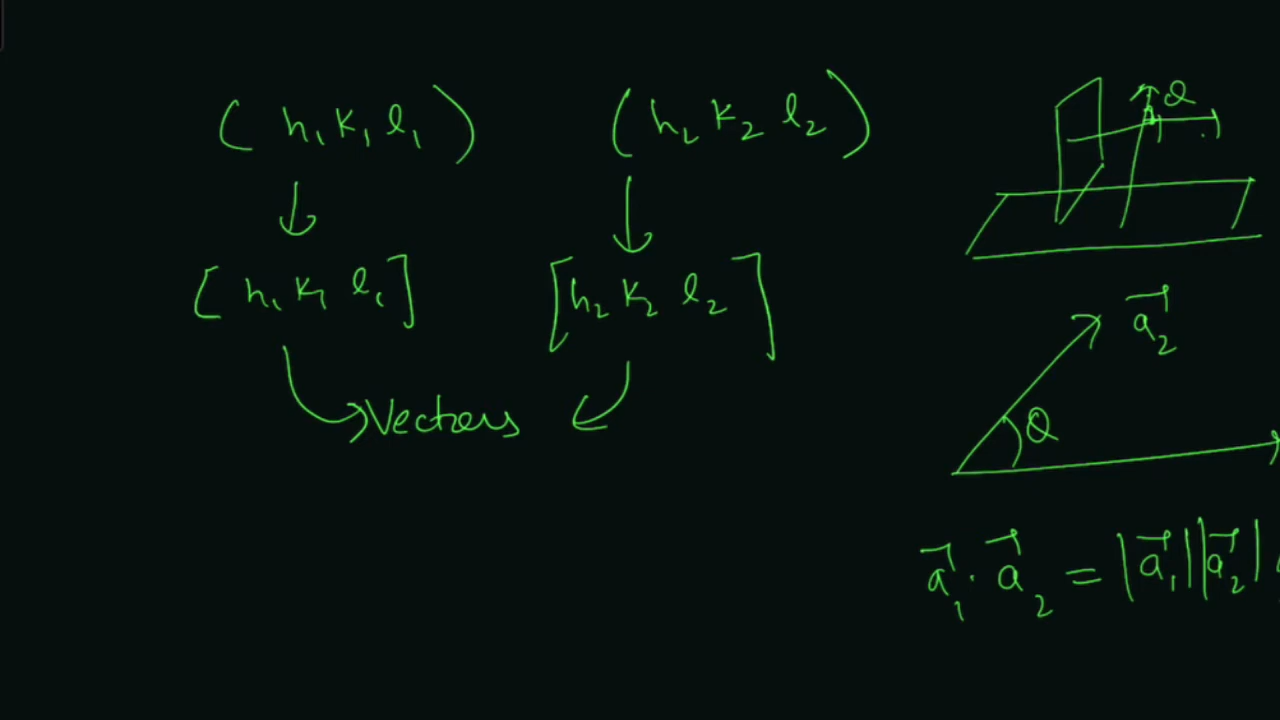 (h₁ k₁ l₁) (h₂ k₂ l₂)
θ
[h₁ k₁ l₁] [h₂ k₂ l₂]
a⃗₂
Vectors
θ
a⃗₁ · a⃗₂ = |a⃗₁||a⃗₂|